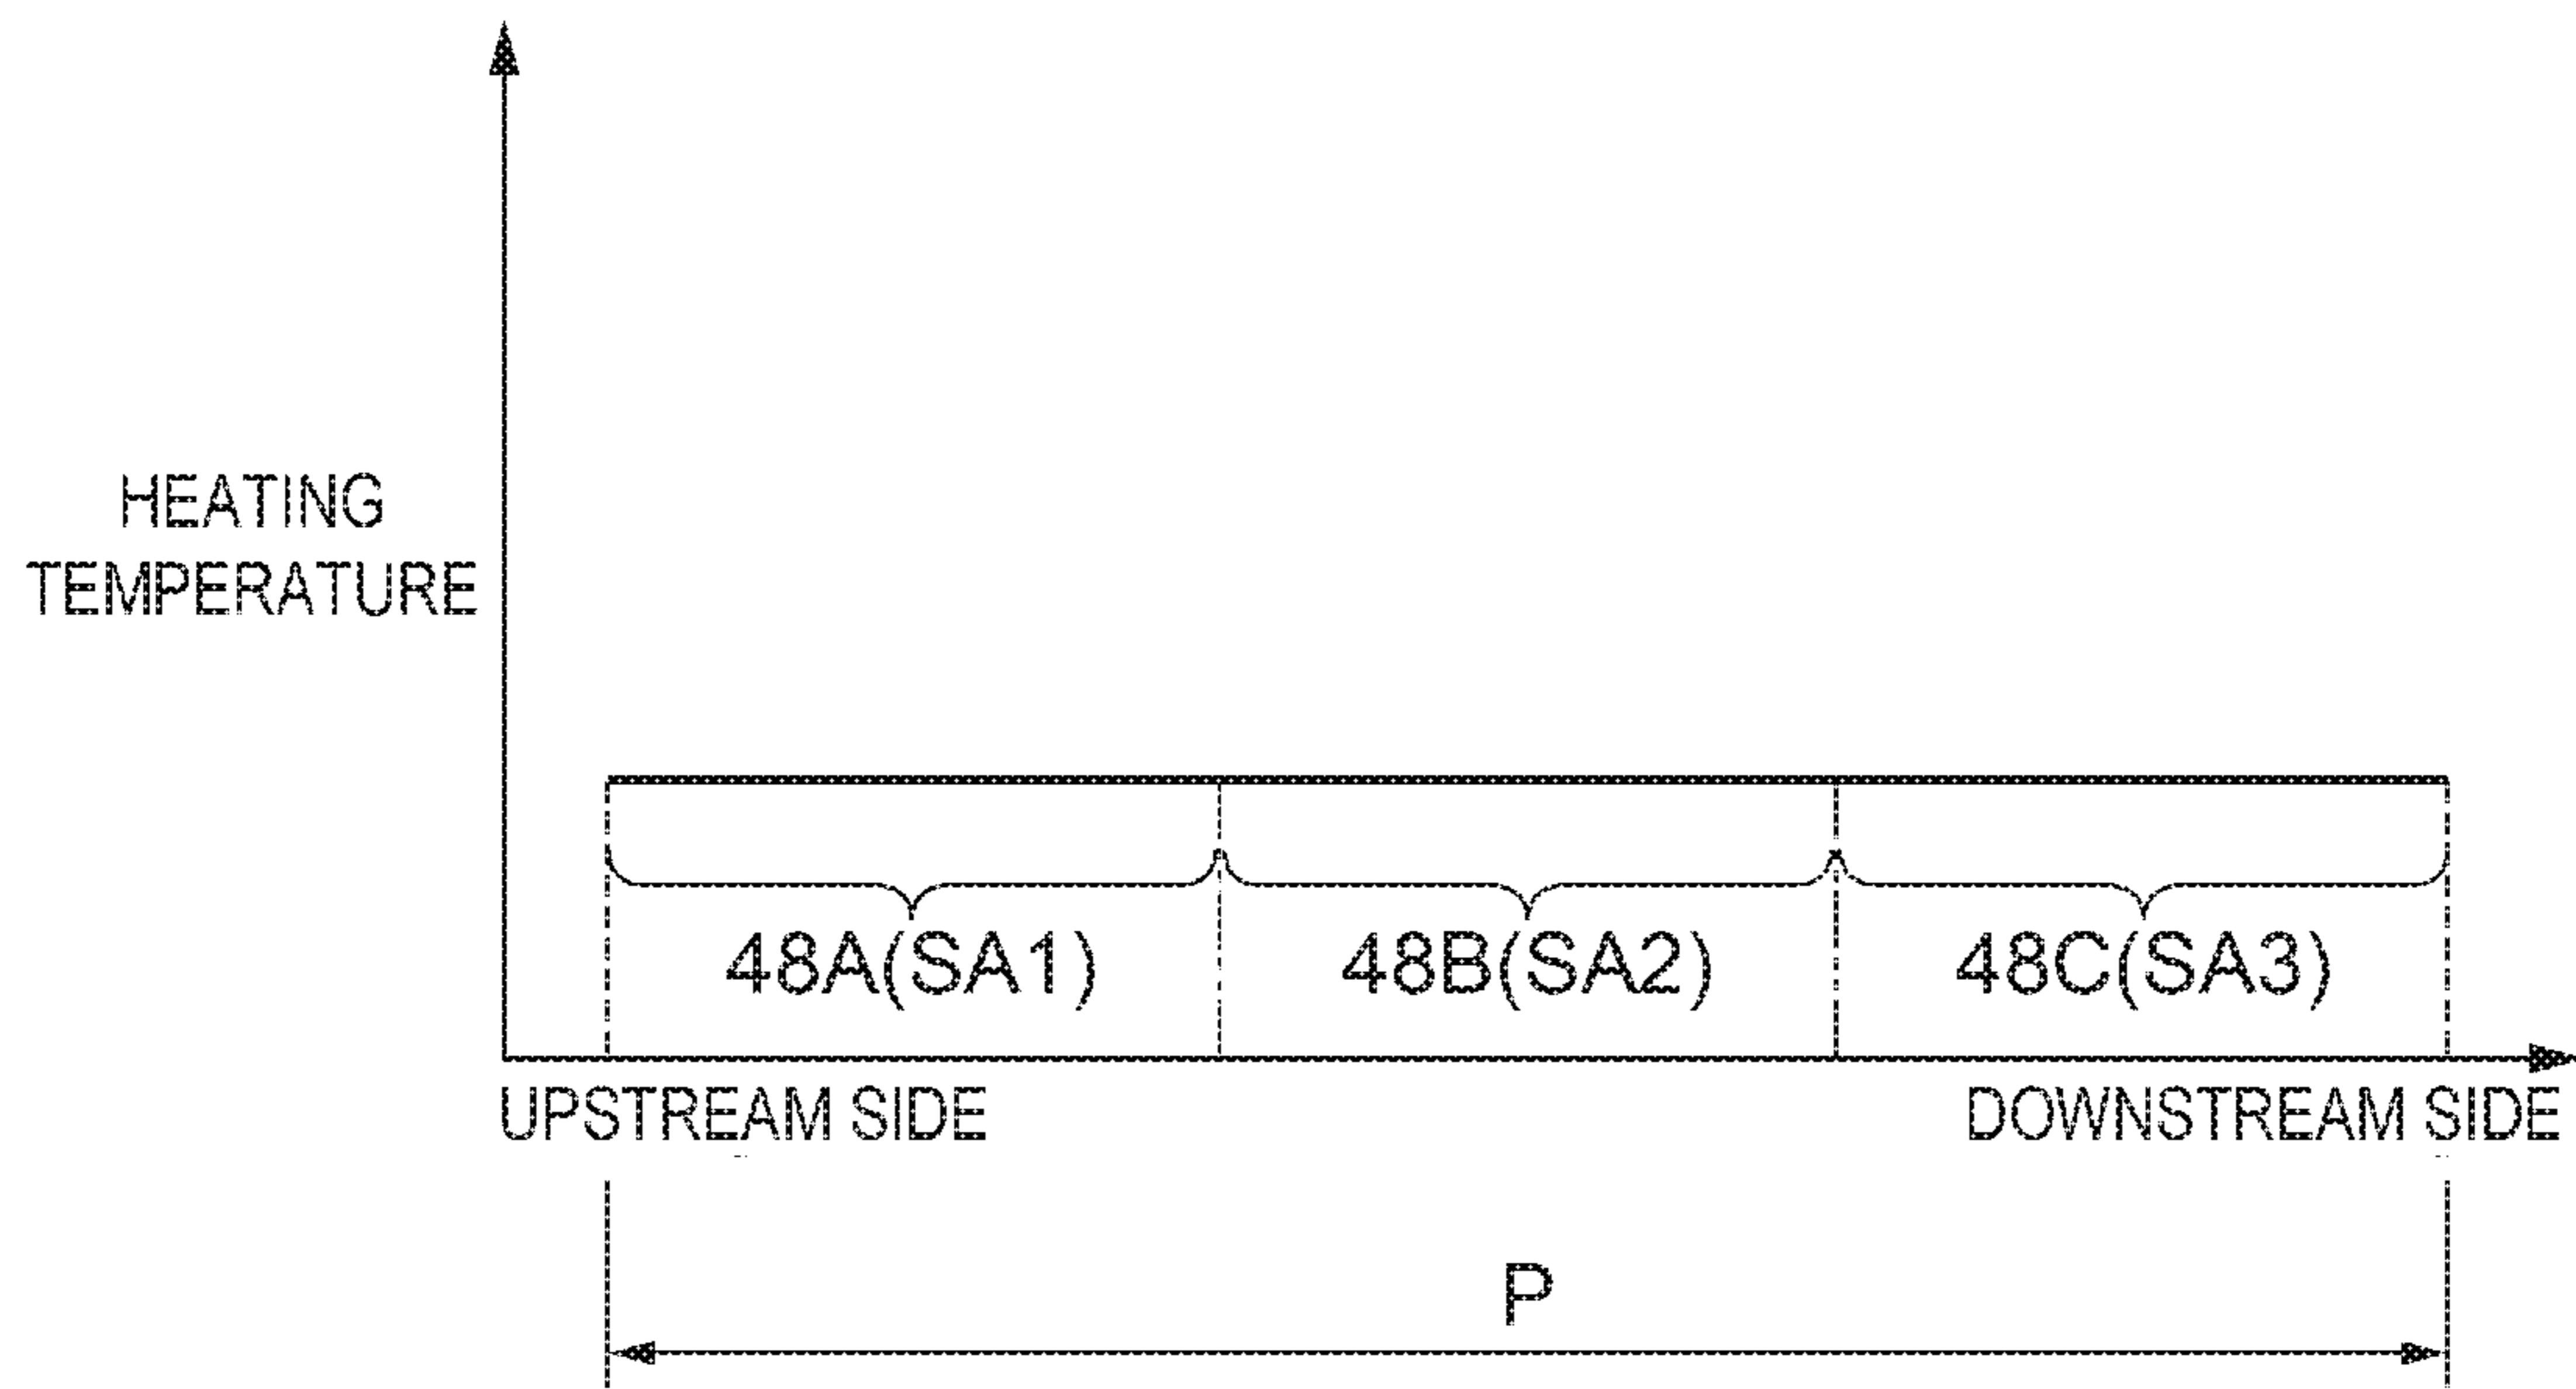 HEATING
TEMPERATURE
48A(SA1)
48B(SA2)
48C(SA3)
UPSTREAM SIDE
DOWNSTREAM SIDE
P